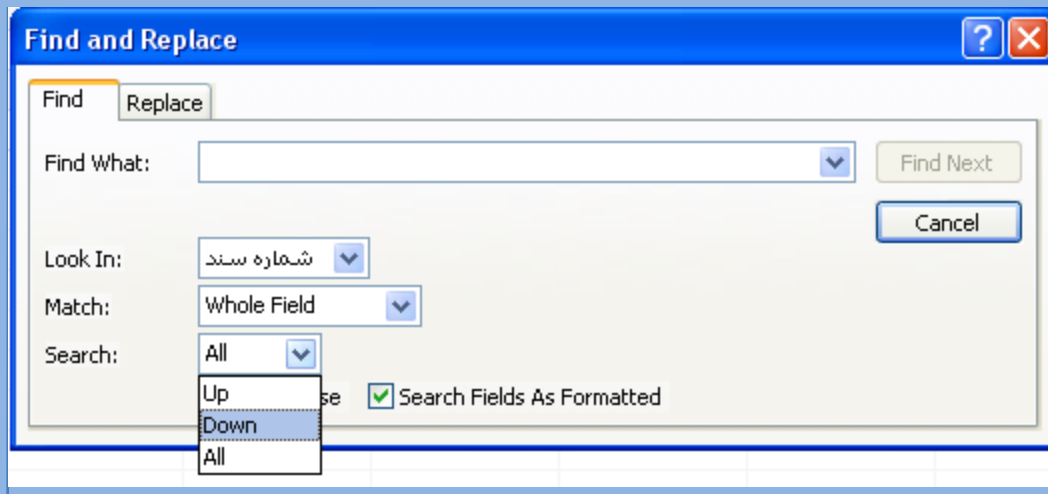 Find and Replace
Find
Replace
Find What:
Find Next
Cancel
Look In:
شماره سند
Match:
Whole Field
Search:
All
Up
se
Search Fields As Formatted
Down
All